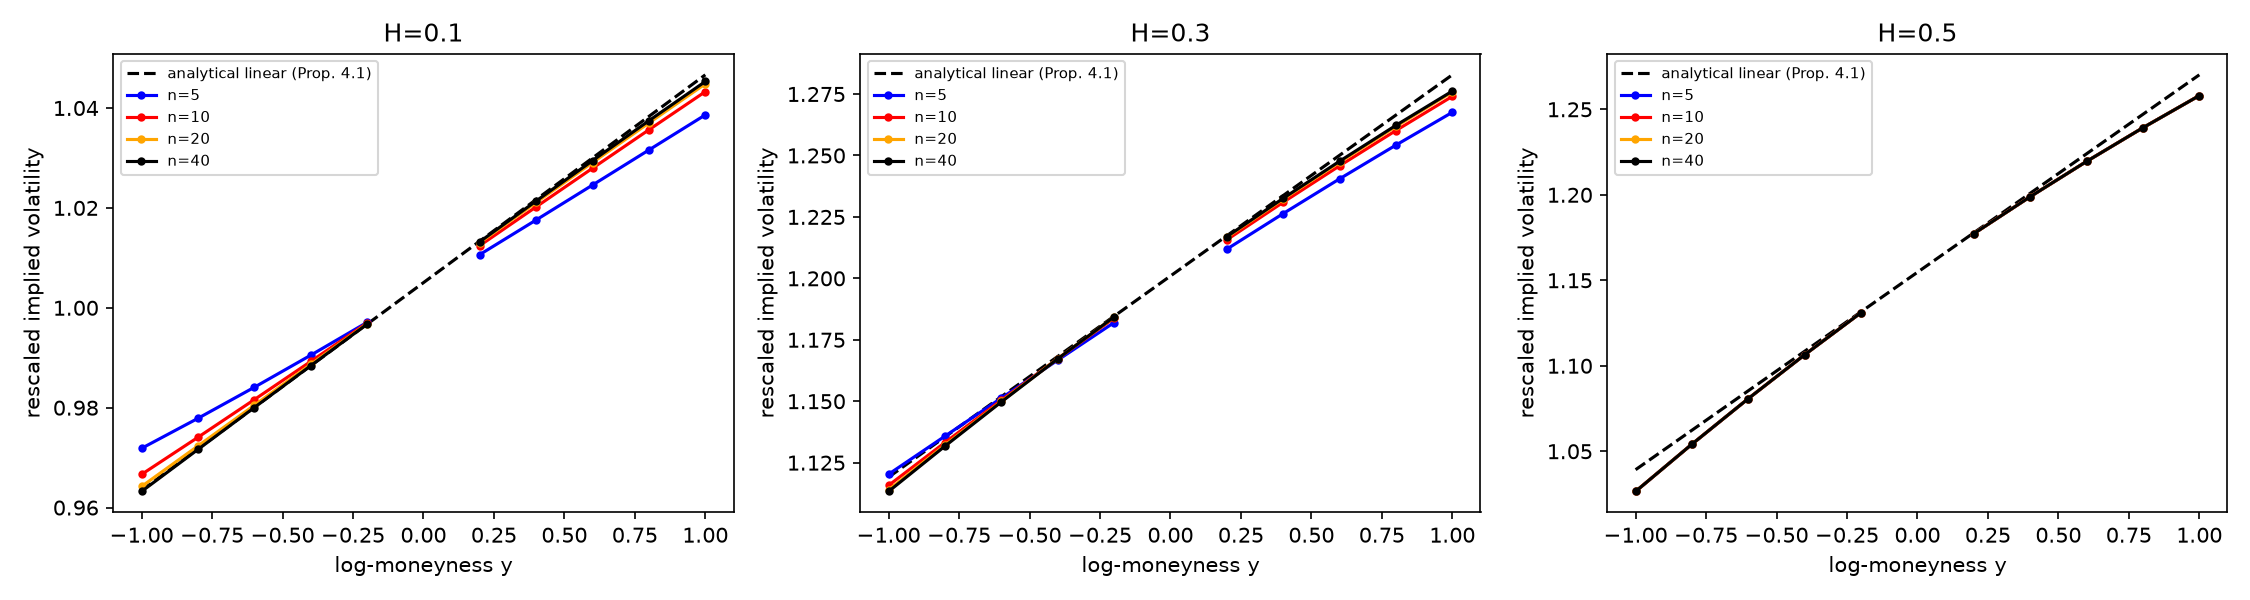 H=0.1
analytical linear (Prop. 4.1)
n=5
n=10
n=20
n=40
rescaled implied volatility
1.04
1.02
1.00
0.98
0.96
−1.00 −0.75 −0.50 −0.25 0.00 0.25 0.50 0.75 1.00
log-moneyness y
H=0.3
analytical linear (Prop. 4.1)
n=5
n=10
n=20
n=40
rescaled implied volatility
1.275
1.250
1.225
1.200
1.175
1.150
1.125
−1.00 −0.75 −0.50 −0.25 0.00 0.25 0.50 0.75 1.00
log-moneyness y
H=0.5
analytical linear (Prop. 4.1)
n=5
n=10
n=20
n=40
rescaled implied volatility
1.25
1.20
1.15
1.10
1.05
−1.00 −0.75 −0.50 −0.25 0.00 0.25 0.50 0.75 1.00
log-moneyness y